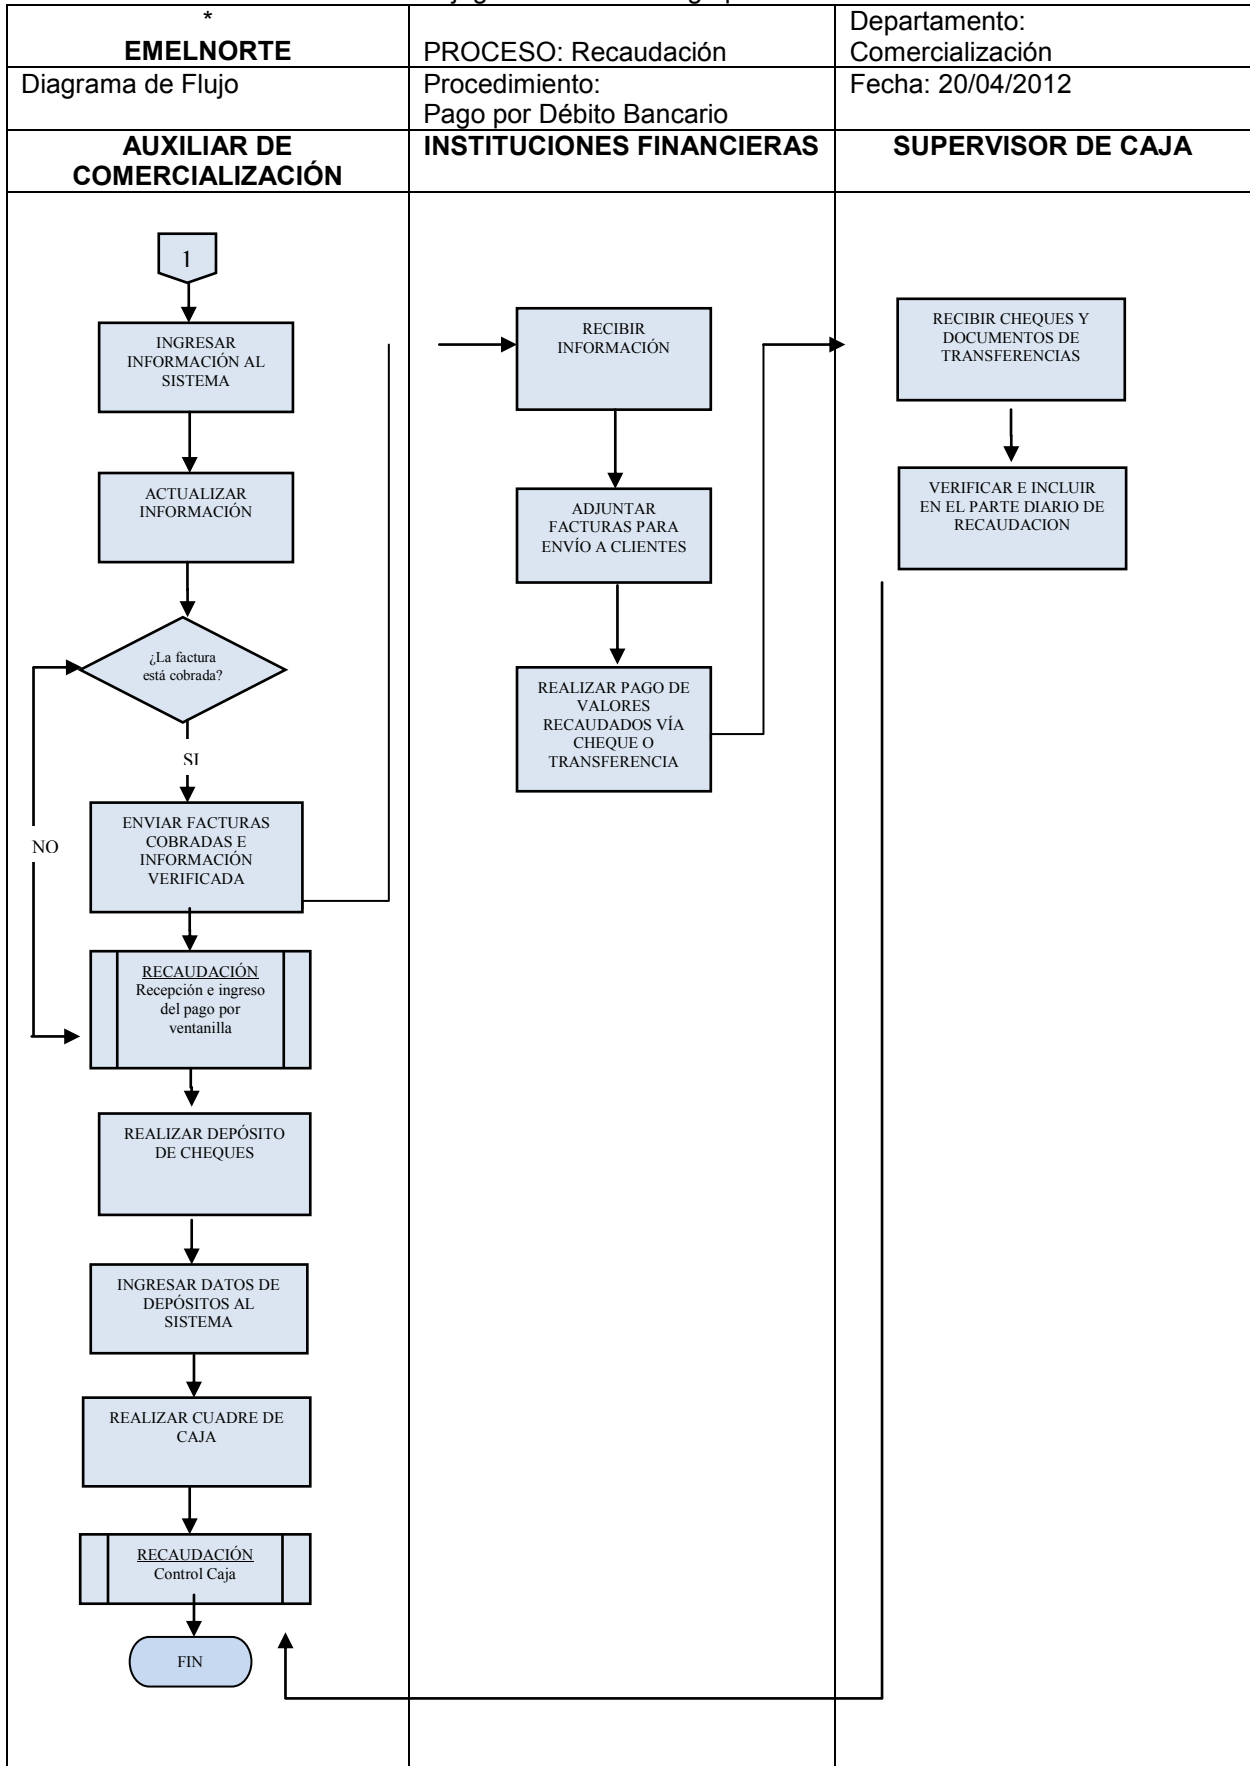 *
EMELNORTE
PROCESO: Recaudación
Departamento:
Comercialización
Diagrama de Flujo
Procedimiento:
Pago por Débito Bancario
Fecha: 20/04/2012
AUXILIAR DE
COMERCIALIZACIÓN
INSTITUCIONES FINANCIERAS
SUPERVISOR DE CAJA
1
INGRESAR
INFORMACIÓN AL
SISTEMA
ACTUALIZAR
INFORMACIÓN
¿La factura
está cobrada?
SI
NO
ENVIAR FACTURAS
COBRADAS E
INFORMACIÓN
VERIFICADA
RECAUDACIÓN
Recepción e ingreso
del pago por
ventanilla
REALIZAR DEPÓSITO
DE CHEQUES
INGRESAR DATOS DE
DEPÓSITOS AL
SISTEMA
REALIZAR CUADRE DE
CAJA
RECAUDACIÓN
Control Caja
FIN
RECIBIR
INFORMACIÓN
ADJUNTAR
FACTURAS PARA
ENVÍO A CLIENTES
REALIZAR PAGO DE
VALORES
RECAUDADOS VÍA
CHEQUE O
TRANSFERENCIA
RECIBIR CHEQUES Y
DOCUMENTOS DE
TRANSFERENCIAS
VERIFICAR E INCLUIR
EN EL PARTE DIARIO DE
RECAUDACION